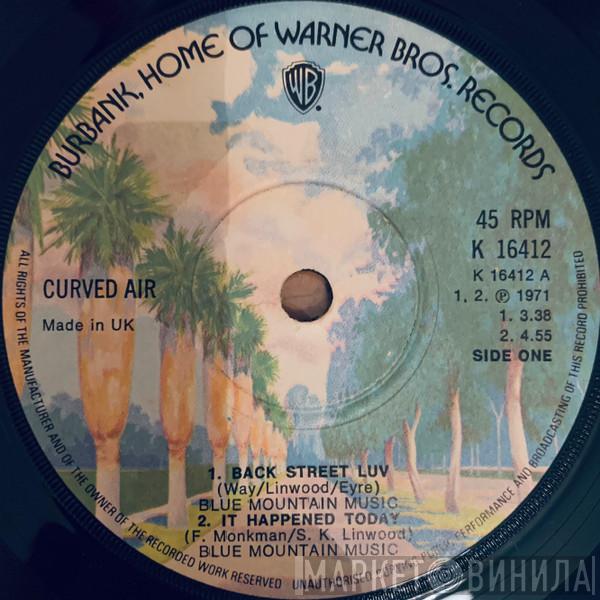 BURBANK, HOME OF WARNER BROS. RECORDS
WB
45 RPM
K 16412
K 16412 A
1, 2. ℗ 1971
1. 3.38
2. 4.55
SIDE ONE
CURVED AIR
Made in UK
1. BACK STREET LUV
(Way/Linwood/Eyre)
BLUE MOUNTAIN MUSIC
2. IT HAPPENED TODAY
(F. Monkman/S. K. Linwood)
BLUE MOUNTAIN MUSIC
ALL RIGHTS OF THE MANUFACTURER AND OF THE OWNER OF THE RECORDED WORK RESERVED
UNAUTHORISED COPYING, PUBLIC PERFORMANCE AND BROADCASTING OF THIS RECORD PROHIBITED
МАРКЕТ ВИНИЛА